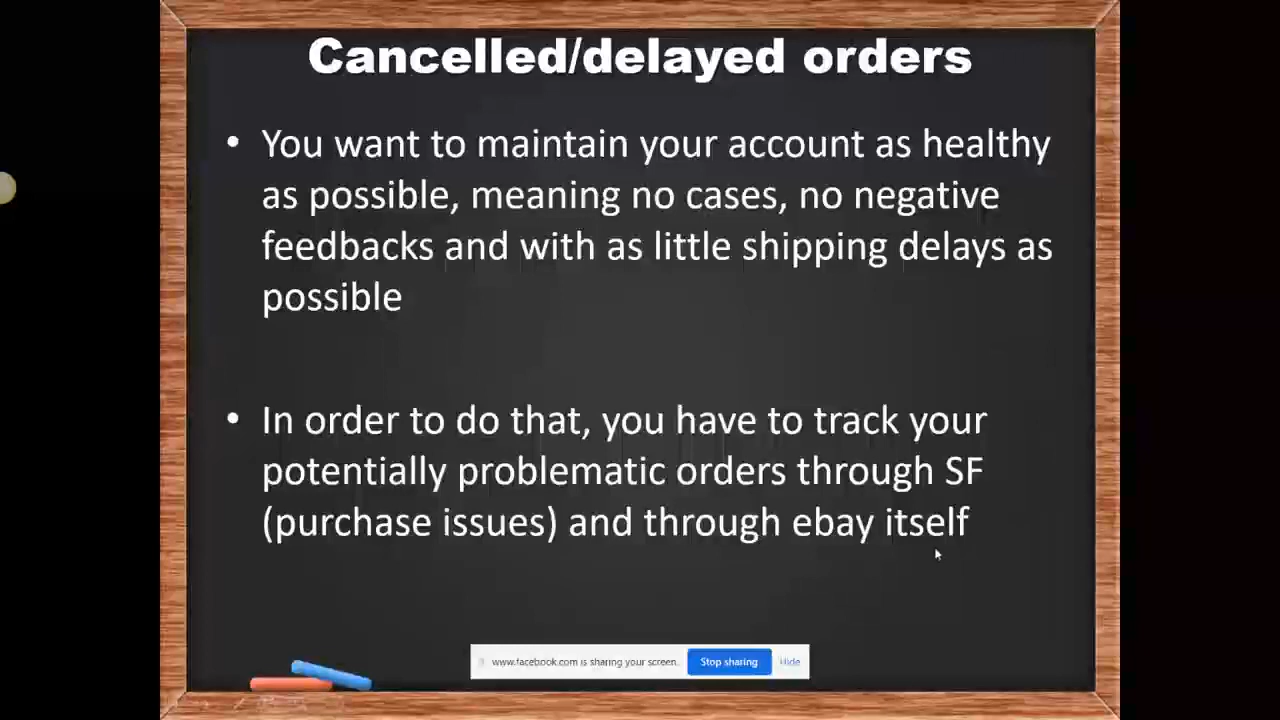 Cancelled/delayed orders
• You want to maintain your account as healthy
as possible, meaning no cases, no negative
feedbacks and with as little shipping delays as
possible
• In order to do that, you have to track your
potentially problematic orders through SF
(purchase issues) and through ebay itself
www.facebook.com is sharing your screen. Stop sharing Hide